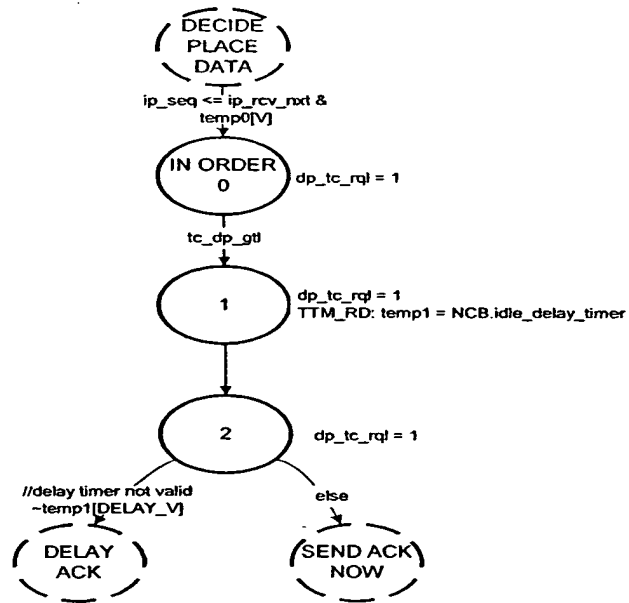 DECIDE
PLACE
DATA
ip_seq <= ip_rcv_nxt &
temp0[V]
IN ORDER
0
dp_tc_rql = 1
tc_dp_gtl
1
dp_tc_rql = 1
TTM_RD: temp1 = NCB.idle_delay_timer
2
dp_tc_rql = 1
//delay timer not valid
~temp1[DELAY_V]
else
DELAY
ACK
SEND ACK
NOW